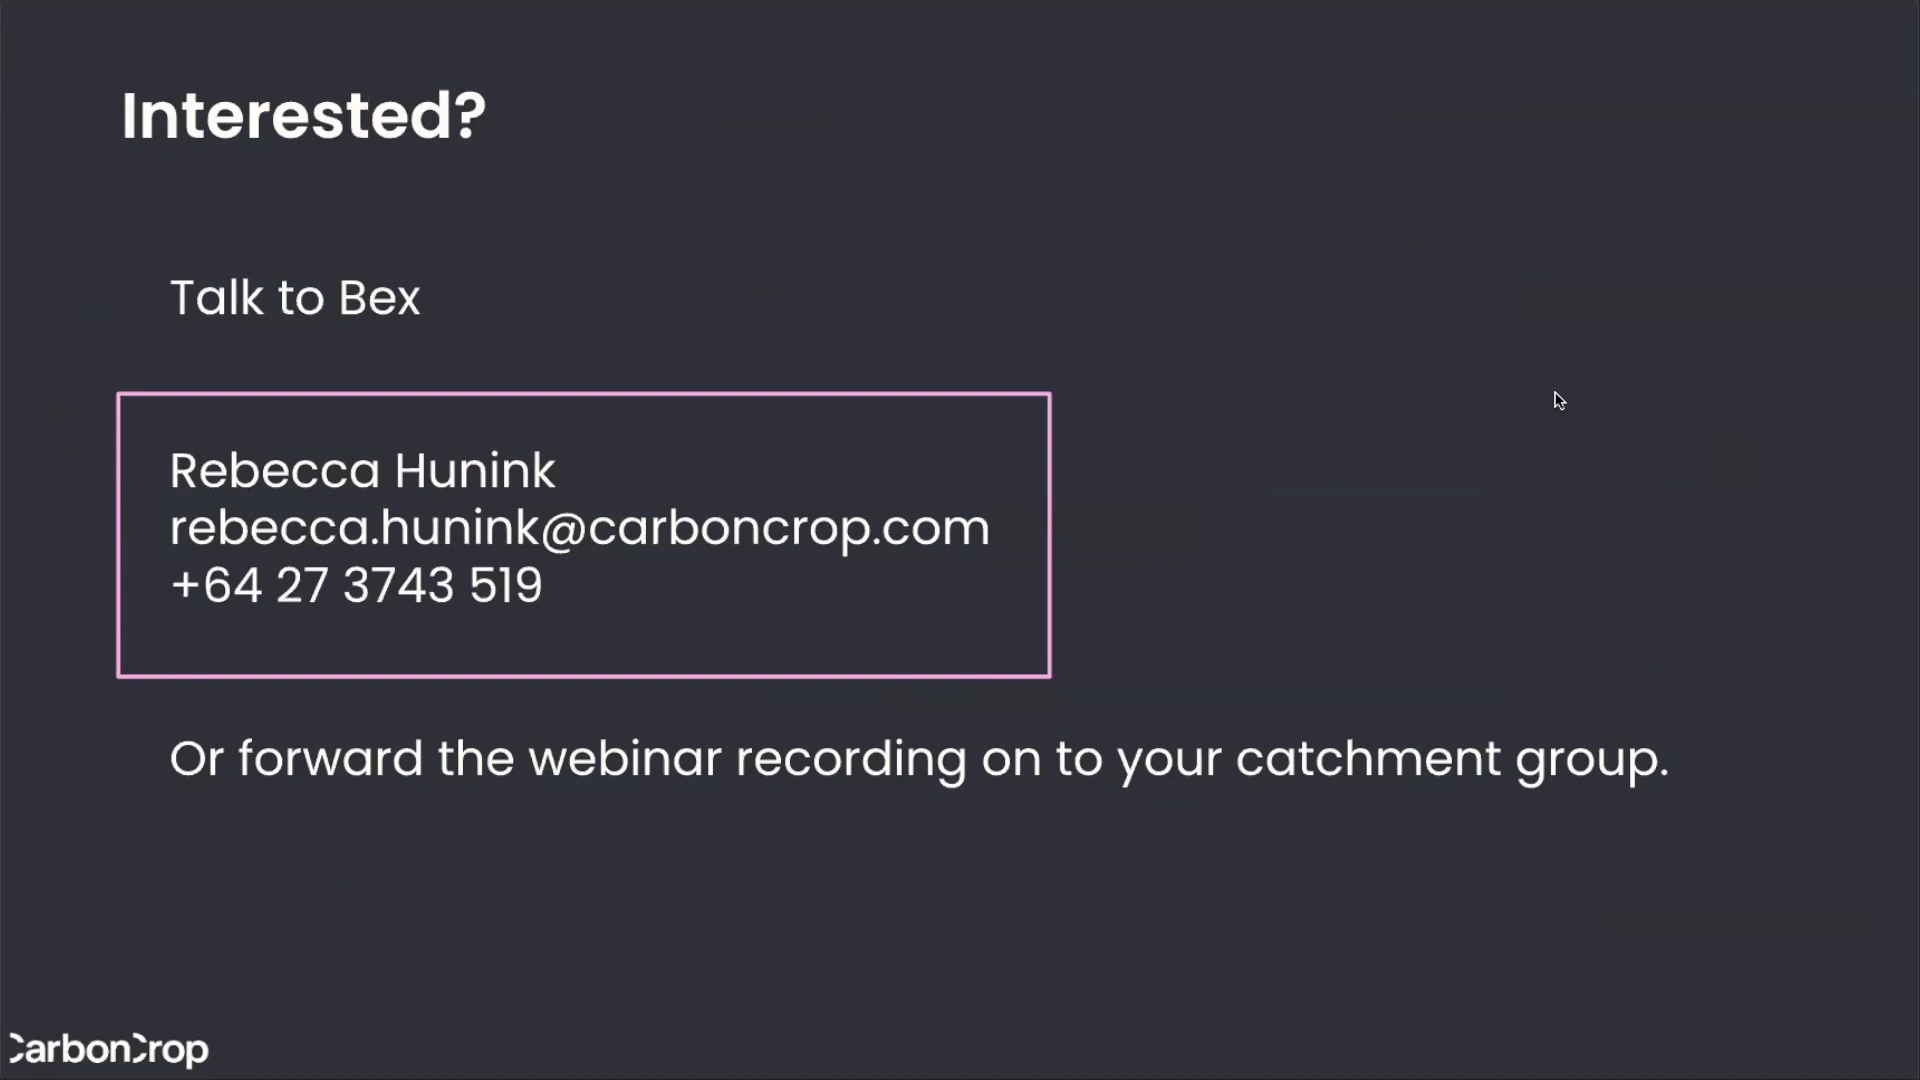 Interested?
Talk to Bex
Rebecca Hunink
rebecca.hunink@carboncrop.com
+64 27 3743 519
Or forward the webinar recording on to your catchment group.
CarbonCrop